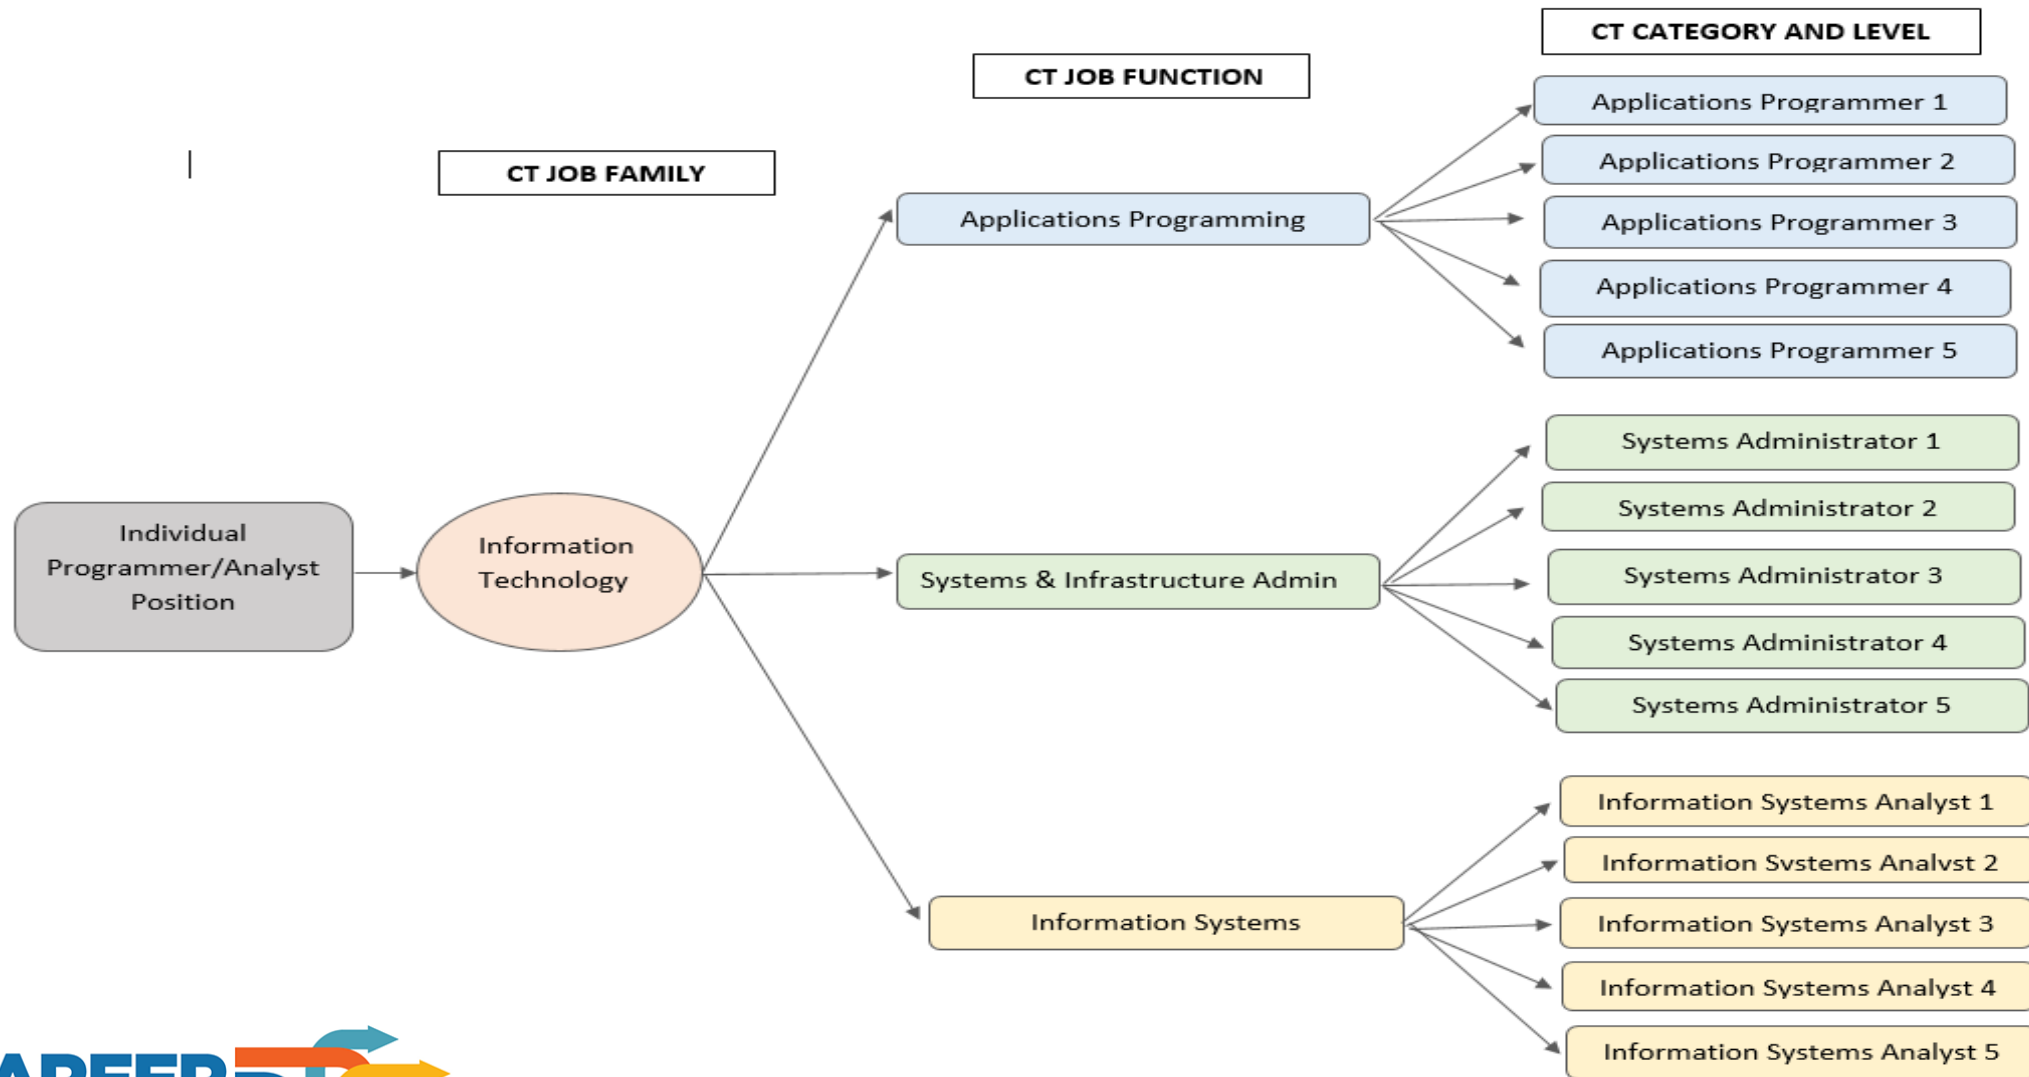 CT CATEGORY AND LEVEL
CT JOB FUNCTION
CT JOB FAMILY
Individual
Programmer/Analyst
Position
Information
Technology
Applications Programming
Applications Programmer 1
Applications Programmer 2
Applications Programmer 3
Applications Programmer 4
Applications Programmer 5
Systems & Infrastructure Admin
Systems Administrator 1
Systems Administrator 2
Systems Administrator 3
Systems Administrator 4
Systems Administrator 5
Information Systems
Information Systems Analyst 1
Information Systems Analyst 2
Information Systems Analyst 3
Information Systems Analyst 4
Information Systems Analyst 5